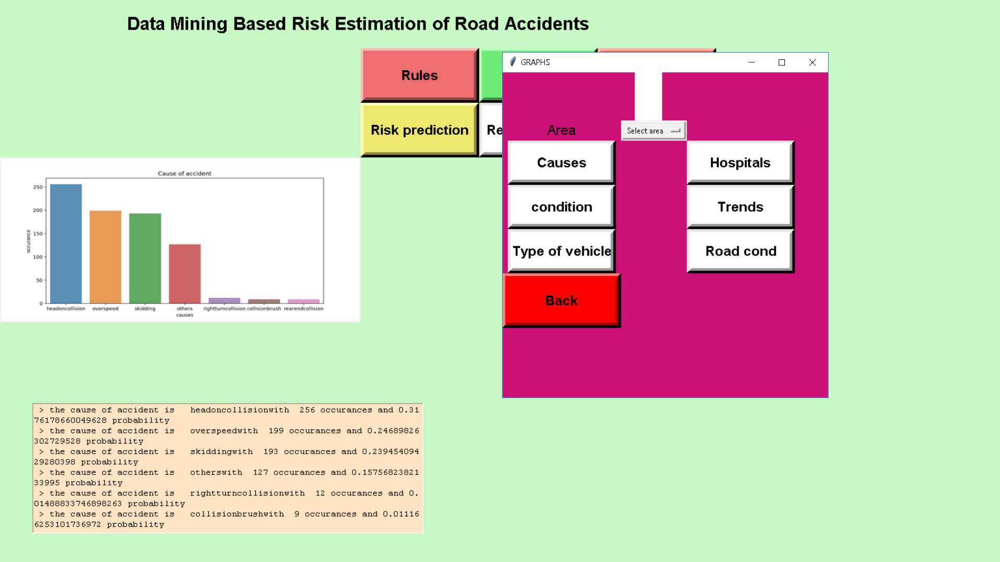 Data Mining Based Risk Estimation of Road Accidents
Rules
Risk prediction
Re
GRAPHS
Area
Select area
Causes
Hospitals
condition
Trends
Type of vehicle
Road cond
Back
Cause of accident
occurance
250
200
150
100
50
0
headoncollision overspeed skidding others rightturncollision collisionbrush rearendcollision
causes
> the cause of accident is   headoncollisionwith  256 occurances and 0.31
76178660049628 probability
> the cause of accident is   overspeedwith  199 occurances and 0.24689826
302729528 probability
> the cause of accident is   skiddingwith  193 occurances and 0.239454094
29280398 probability
> the cause of accident is   otherswith  127 occurances and 0.15756823821
33995 probability
> the cause of accident is   rightturncollisionwith  12 occurances and 0.
01488833746898263 probability
> the cause of accident is   collisionbrushwith  9 occurances and 0.01116
6253101736972 probability